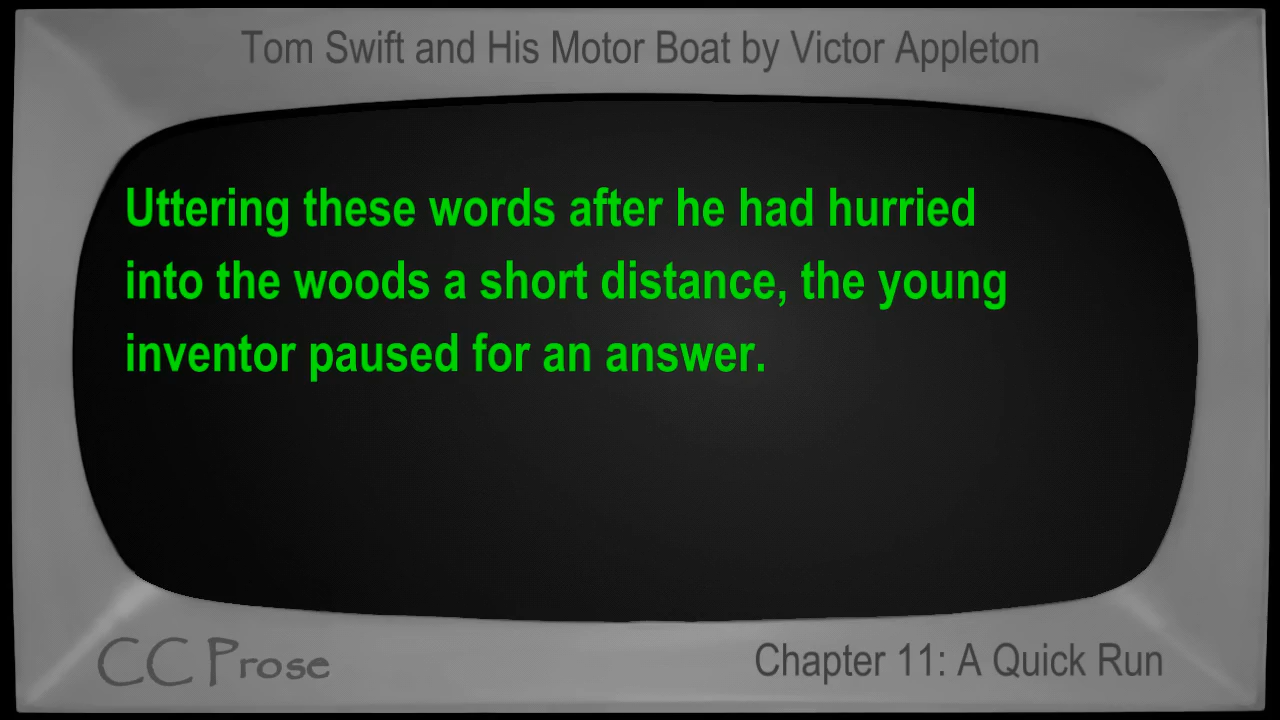 Tom Swift and His Motor Boat by Victor Appleton
Uttering these words after he had hurried
into the woods a short distance, the young
inventor paused for an answer.
CC Prose
Chapter 11: A Quick Run